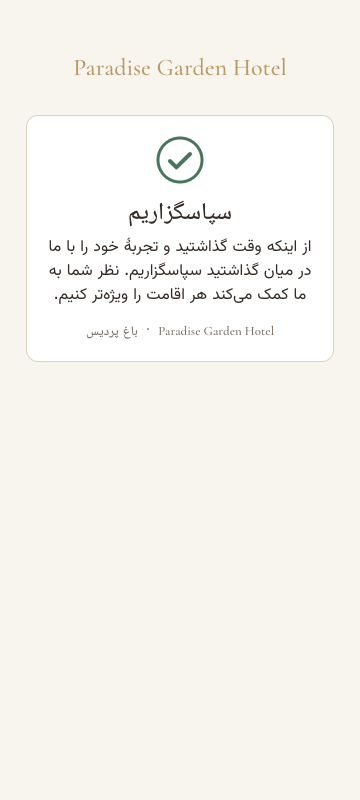 Paradise Garden Hotel
سپاسگزاریم
از اینکه وقت گذاشتید و تجربهٔ خود را با ما
در میان گذاشتید سپاسگزاریم. نظر شما به
ما کمک می‌کند هر اقامت را ویژه‌تر کنیم.
باغ پردیس · Paradise Garden Hotel